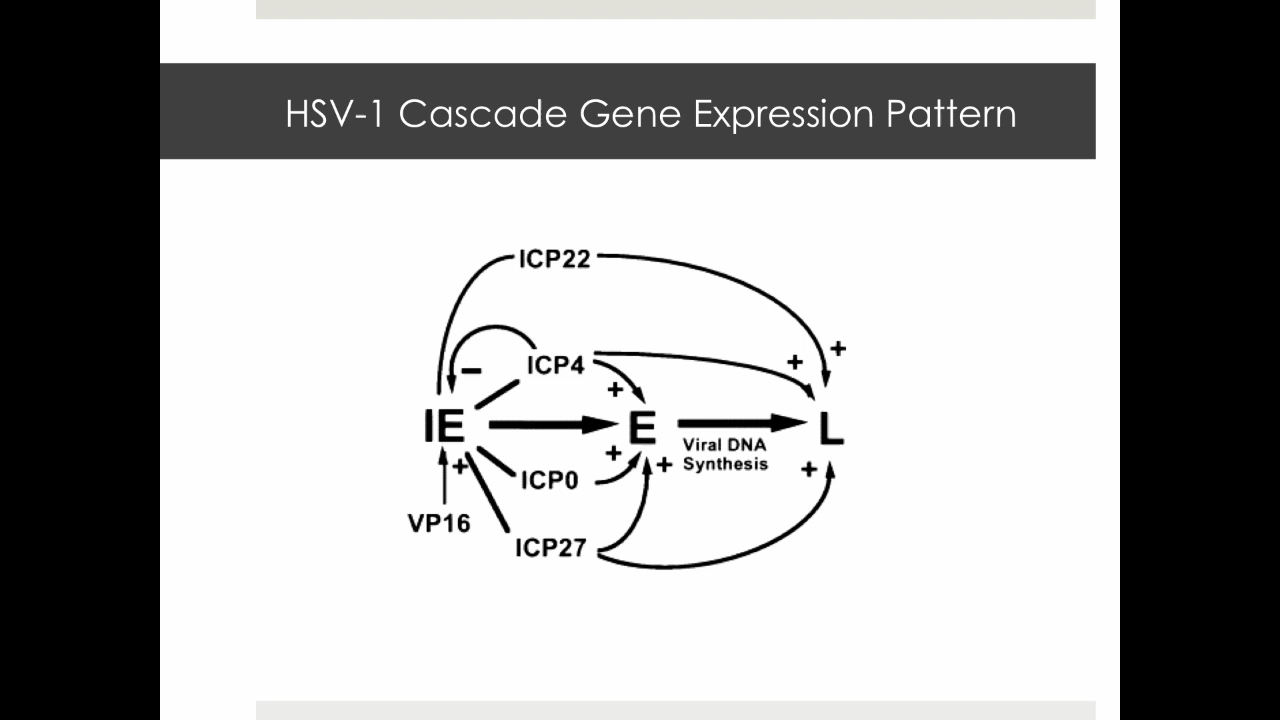 HSV-1 Cascade Gene Expression Pattern
ICP22
+
ICP4
+
−
+
IE
E
L
Viral DNA
Synthesis
+
+
+
+
ICP0
VP16
ICP27